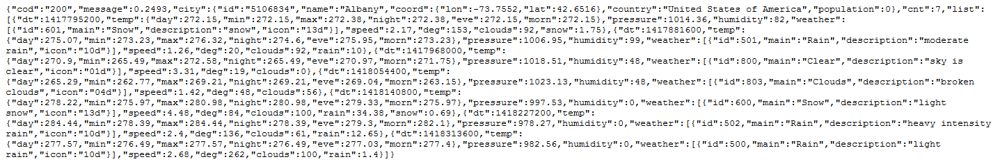 {"cod":"200","message":0.2493,"city":{"id":"5106834","name":"Albany","coord":{"lon":-73.7552,"lat":42.6516},"country":"United States of America","population":0},"cnt":7,"list":
[{"dt":1417795200,"temp":{"day":272.15,"min":272.15,"max":272.38,"night":272.38,"eve":272.15,"morn":272.15},"pressure":1014.36,"humidity":82,"weather":
[{"id":601,"main":"Snow","description":"snow","icon":"13d"}],"speed":2.17,"deg":153,"clouds":92,"snow":1.75},{"dt":1417881600,"temp":
{"day":275.07,"min":273.23,"max":276.32,"night":274.6,"eve":275.95,"morn":273.23},"pressure":1006.95,"humidity":99,"weather":[{"id":501,"main":"Rain","description":"moderate
rain","icon":"10d"}],"speed":1.26,"deg":20,"clouds":92,"rain":10},{"dt":1417968000,"temp":
{"day":270.9,"min":265.49,"max":272.58,"night":265.49,"eve":270.97,"morn":271.75},"pressure":1018.51,"humidity":48,"weather":[{"id":800,"main":"Clear","description":"sky is
clear","icon":"01d"}],"speed":3.31,"deg":19,"clouds":0},{"dt":1418054400,"temp":
{"day":265.29,"min":262.77,"max":269.21,"night":269.21,"eve":269.04,"morn":263.15},"pressure":1023.13,"humidity":48,"weather":[{"id":803,"main":"Clouds","description":"broken
clouds","icon":"04d"}],"speed":1.42,"deg":48,"clouds":56},{"dt":1418140800,"temp":
{"day":278.22,"min":275.97,"max":280.98,"night":280.98,"eve":279.33,"morn":275.97},"pressure":997.53,"humidity":0,"weather":[{"id":600,"main":"Snow","description":"light
snow","icon":"13d"}],"speed":4.48,"deg":84,"clouds":100,"rain":34.38,"snow":0.69},{"dt":1418227200,"temp":
{"day":284.44,"min":278.39,"max":284.44,"night":278.39,"eve":279.3,"morn":282.1},"pressure":978.27,"humidity":0,"weather":[{"id":502,"main":"Rain","description":"heavy intensity
rain","icon":"10d"}],"speed":2.4,"deg":136,"clouds":61,"rain":12.65},{"dt":1418313600,"temp":
{"day":277.57,"min":276.49,"max":277.57,"night":276.49,"eve":277.03,"morn":277.4},"pressure":982.56,"humidity":0,"weather":[{"id":500,"main":"Rain","description":"light
rain","icon":"10d"}],"speed":2.68,"deg":262,"clouds":100,"rain":1.4}]}